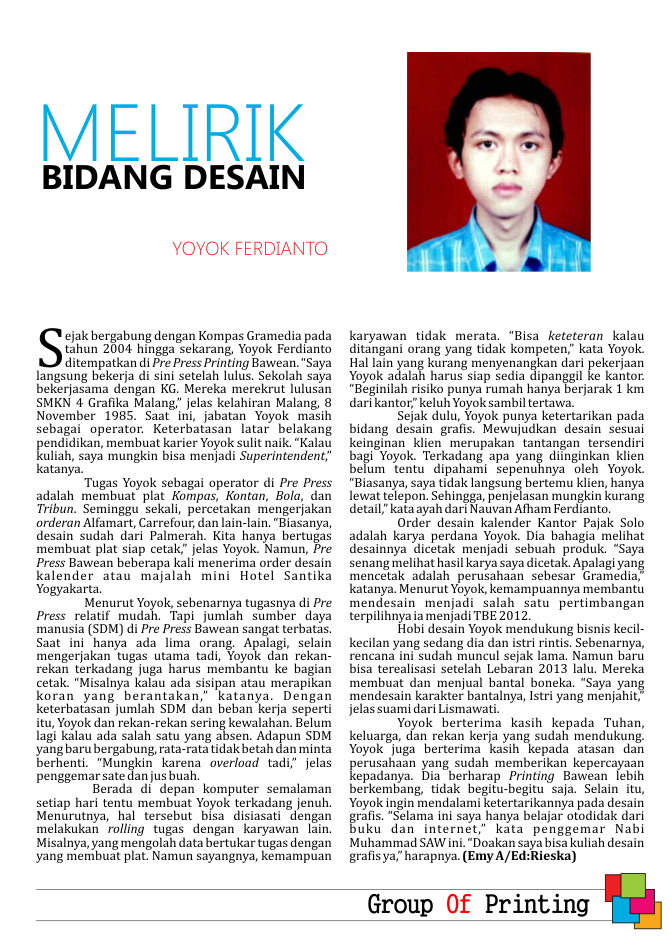 MELIRIK
BIDANG DESAIN
YOYOK FERDIANTO
Sejak bergabung dengan Kompas Gramedia pada
tahun 2004 hingga sekarang, Yoyok Ferdianto
ditempatkan di Pre Press Printing Bawean. “Saya
langsung bekerja di sini setelah lulus. Sekolah saya
bekerjasama dengan KG. Mereka merekrut lulusan
SMKN 4 Grafika Malang,” jelas kelahiran Malang, 8
November 1985. Saat ini, jabatan Yoyok masih
sebagai operator. Keterbatasan latar belakang
pendidikan, membuat karier Yoyok sulit naik. “Kalau
kuliah, saya mungkin bisa menjadi Superintendent,”
katanya.
Tugas Yoyok sebagai operator di Pre Press
adalah membuat plat Kompas, Kontan, Bola, dan
Tribun. Seminggu sekali, percetakan mengerjakan
orderan Alfamart, Carrefour, dan lain-lain. “Biasanya,
desain sudah dari Palmerah. Kita hanya bertugas
membuat plat siap cetak,” jelas Yoyok. Namun, Pre
Press Bawean beberapa kali menerima order desain
kalender atau majalah mini Hotel Santika
Yogyakarta.
Menurut Yoyok, sebenarnya tugasnya di Pre
Press relatif mudah. Tapi jumlah sumber daya
manusia (SDM) di Pre Press Bawean sangat terbatas.
Saat ini hanya ada lima orang. Apalagi, selain
mengerjakan tugas utama tadi, Yoyok dan rekan-
rekan terkadang juga harus membantu ke bagian
cetak. “Misalnya kalau ada sisipan atau merapikan
koran yang berantakan,” katanya. Dengan
keterbatasan jumlah SDM dan beban kerja seperti
itu, Yoyok dan rekan-rekan sering kewalahan. Belum
lagi kalau ada salah satu yang absen. Adapun SDM
yang baru bergabung, rata-rata tidak betah dan minta
berhenti. “Mungkin karena overload tadi,” jelas
penggemar sate dan jus buah.
Berada di depan komputer semalaman
setiap hari tentu membuat Yoyok terkadang jenuh.
Menurutnya, hal tersebut bisa disiasati dengan
melakukan rolling tugas dengan karyawan lain.
Misalnya, yang mengolah data bertukar tugas dengan
yang membuat plat. Namun sayangnya, kemampuan
karyawan tidak merata. “Bisa keteteran kalau
ditangani orang yang tidak kompeten,” kata Yoyok.
Hal lain yang kurang menyenangkan dari pekerjaan
Yoyok adalah harus siap sedia dipanggil ke kantor.
“Beginilah risiko punya rumah hanya berjarak 1 km
dari kantor,” keluh Yoyok sambil tertawa.
Sejak dulu, Yoyok punya ketertarikan pada
bidang desain grafis. Mewujudkan desain sesuai
keinginan klien merupakan tantangan tersendiri
bagi Yoyok. Terkadang apa yang diinginkan klien
belum tentu dipahami sepenuhnya oleh Yoyok.
“Biasanya, saya tidak langsung bertemu klien, hanya
lewat telepon. Sehingga, penjelasan mungkin kurang
detail,” kata ayah dari Nauvan Afham Ferdianto.
Order desain kalender Kantor Pajak Solo
adalah karya perdana Yoyok. Dia bahagia melihat
desainnya dicetak menjadi sebuah produk. “Saya
senang melihat hasil karya saya dicetak. Apalagi yang
mencetak adalah perusahaan sebesar Gramedia,”
katanya. Menurut Yoyok, kemampuannya membantu
mendesain menjadi salah satu pertimbangan
terpilihnya ia menjadi TBE 2012.
Hobi desain Yoyok mendukung bisnis kecil-
kecilan yang sedang dia dan istri rintis. Sebenarnya,
rencana ini sudah muncul sejak lama. Namun baru
bisa terealisasi setelah Lebaran 2013 lalu. Mereka
membuat dan menjual bantal boneka. “Saya yang
mendesain karakter bantalnya, Istri yang menjahit,”
jelas suami dari Lismawati.
Yoyok berterima kasih kepada Tuhan,
keluarga, dan rekan kerja yang sudah mendukung.
Yoyok juga berterima kasih kepada atasan dan
perusahaan yang sudah memberikan kepercayaan
kepadanya. Dia berharap Printing Bawean lebih
berkembang, tidak begitu-begitu saja. Selain itu,
Yoyok ingin mendalami ketertarikannya pada desain
grafis. “Selama ini saya hanya belajar otodidak dari
buku dan internet,” kata penggemar Nabi
Muhammad SAW ini. “Doakan saya bisa kuliah desain
grafis ya,” harapnya. (Emy A/Ed:Rieska)
Group Of Printing